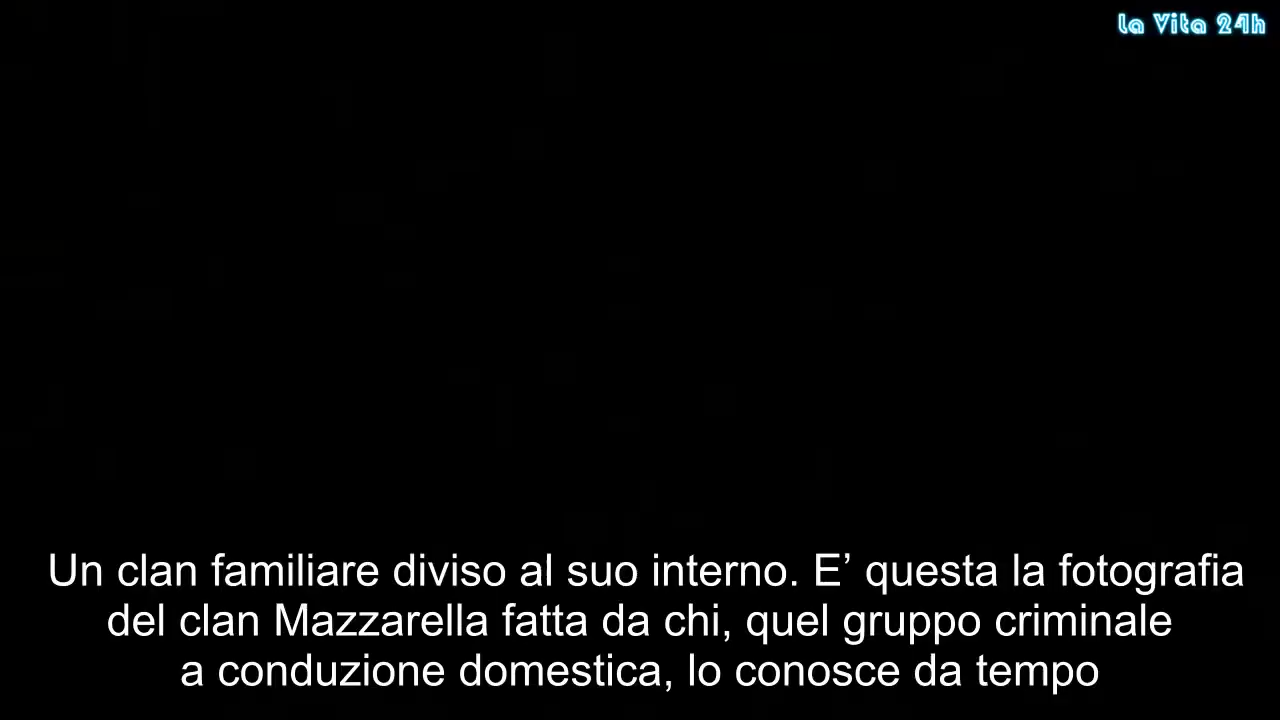 la Vita 24h
Un clan familiare diviso al suo interno. E’ questa la fotografia
del clan Mazzarella fatta da chi, quel gruppo criminale
a conduzione domestica, lo conosce da tempo